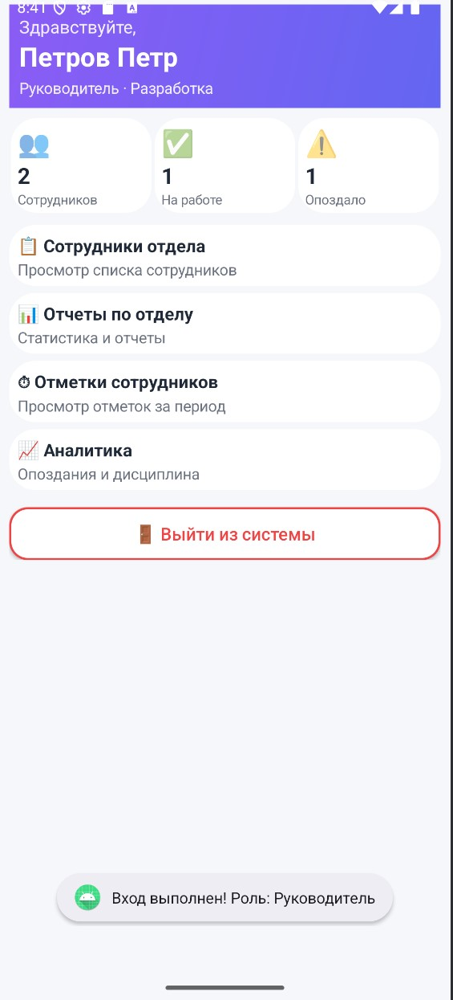 8:41
Здравствуйте,
Петров Петр
Руководитель · Разработка
2
Сотрудников
1
На работе
1
Опоздало
Сотрудники отдела
Просмотр списка сотрудников
Отчеты по отделу
Статистика и отчеты
Отметки сотрудников
Просмотр отметок за период
Аналитика
Опоздания и дисциплина
Выйти из системы
Вход выполнен! Роль: Руководитель